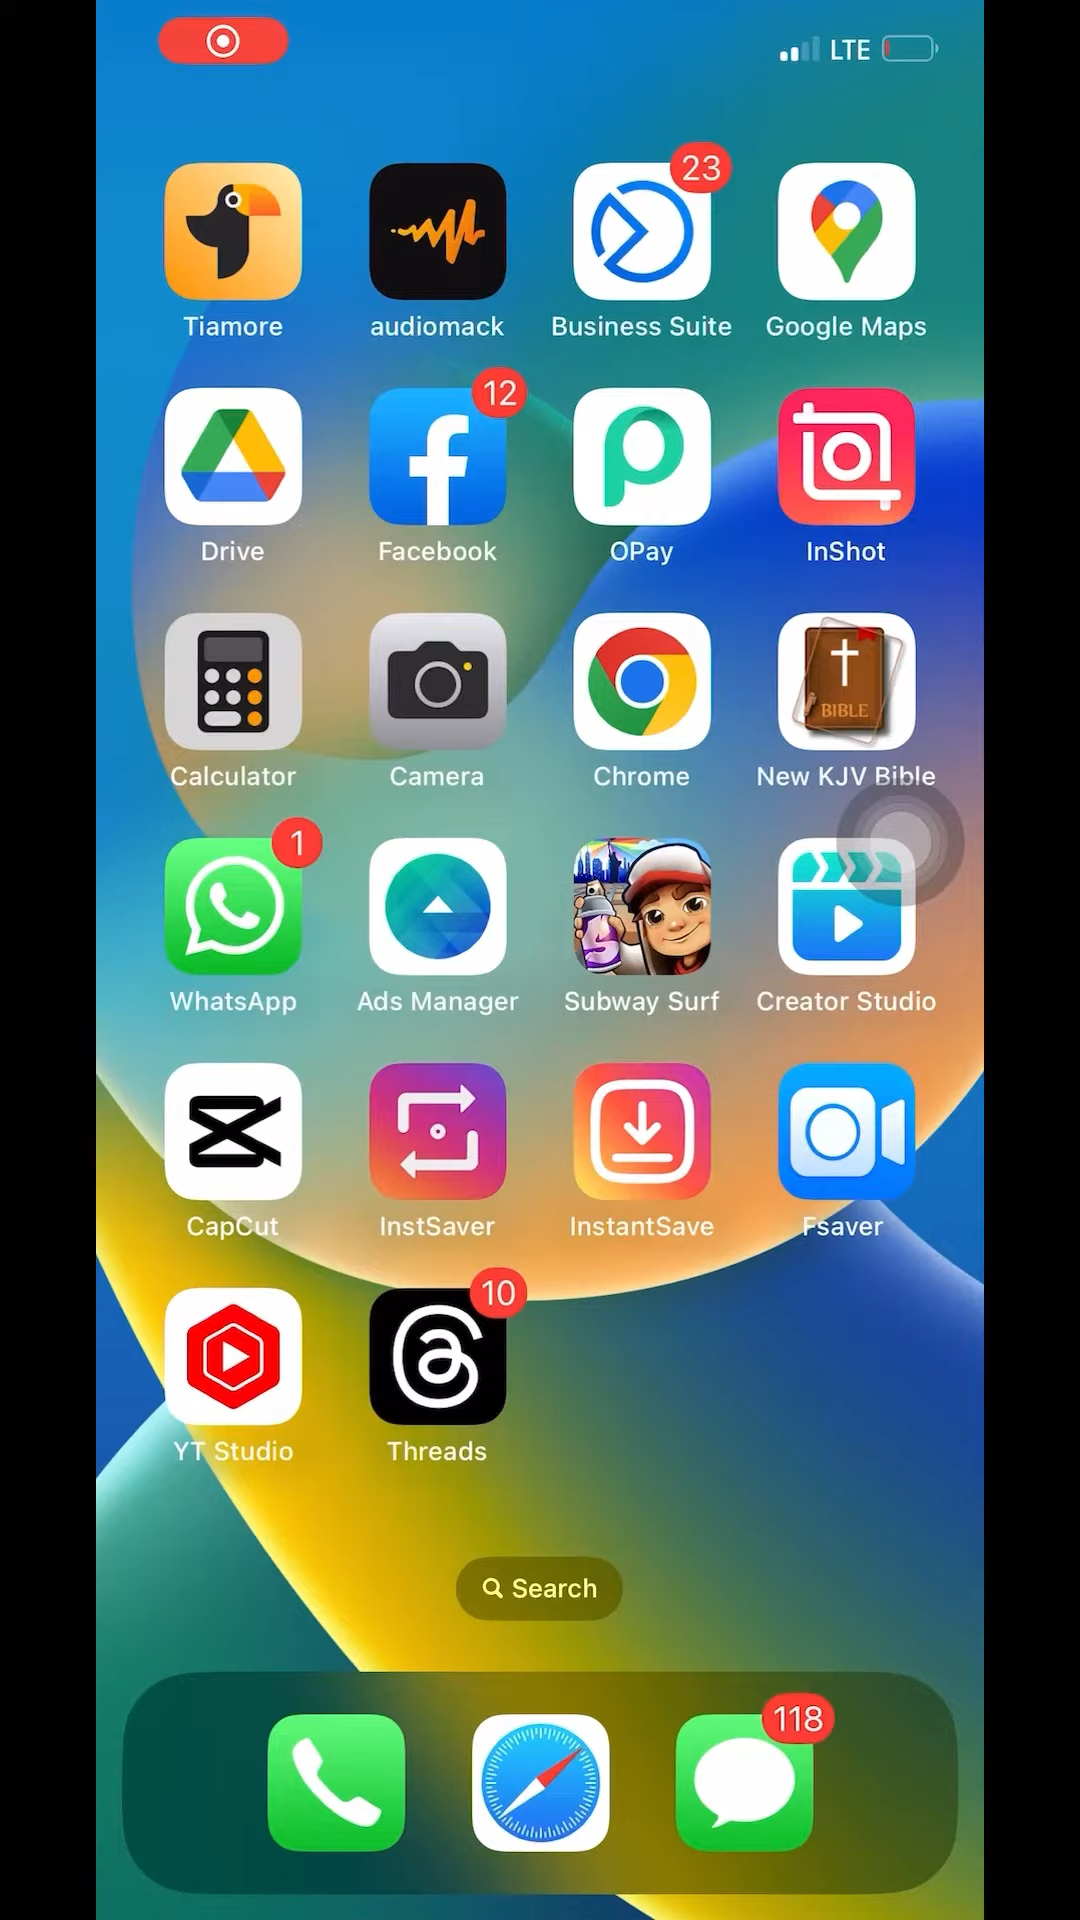 LTE
23
Tiamore audiomack Business Suite Google Maps
12
Drive Facebook OPay InShot
BIBLE
Calculator Camera Chrome New KJV Bible
1
WhatsApp Ads Manager Subway Surf Creator Studio
CapCut InstSaver InstantSave Fsaver
10
YT Studio Threads
Search
118